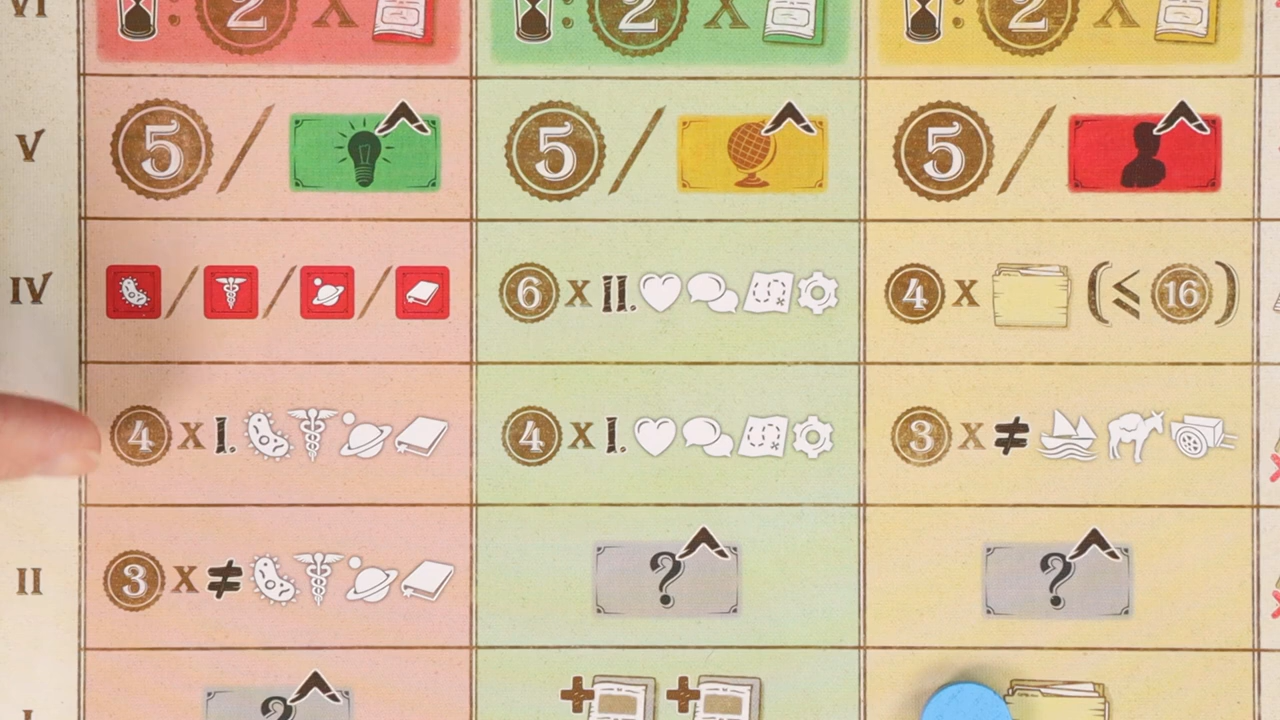 VI : 2 X : 2 X : 2 X
V 5 / 5 / 5 /
IV / / / 6 X II. 4 X (≤ 16)
4 X I. 4 X I. 3 X ≠
II 3 X ≠ ? ?
I ? + +